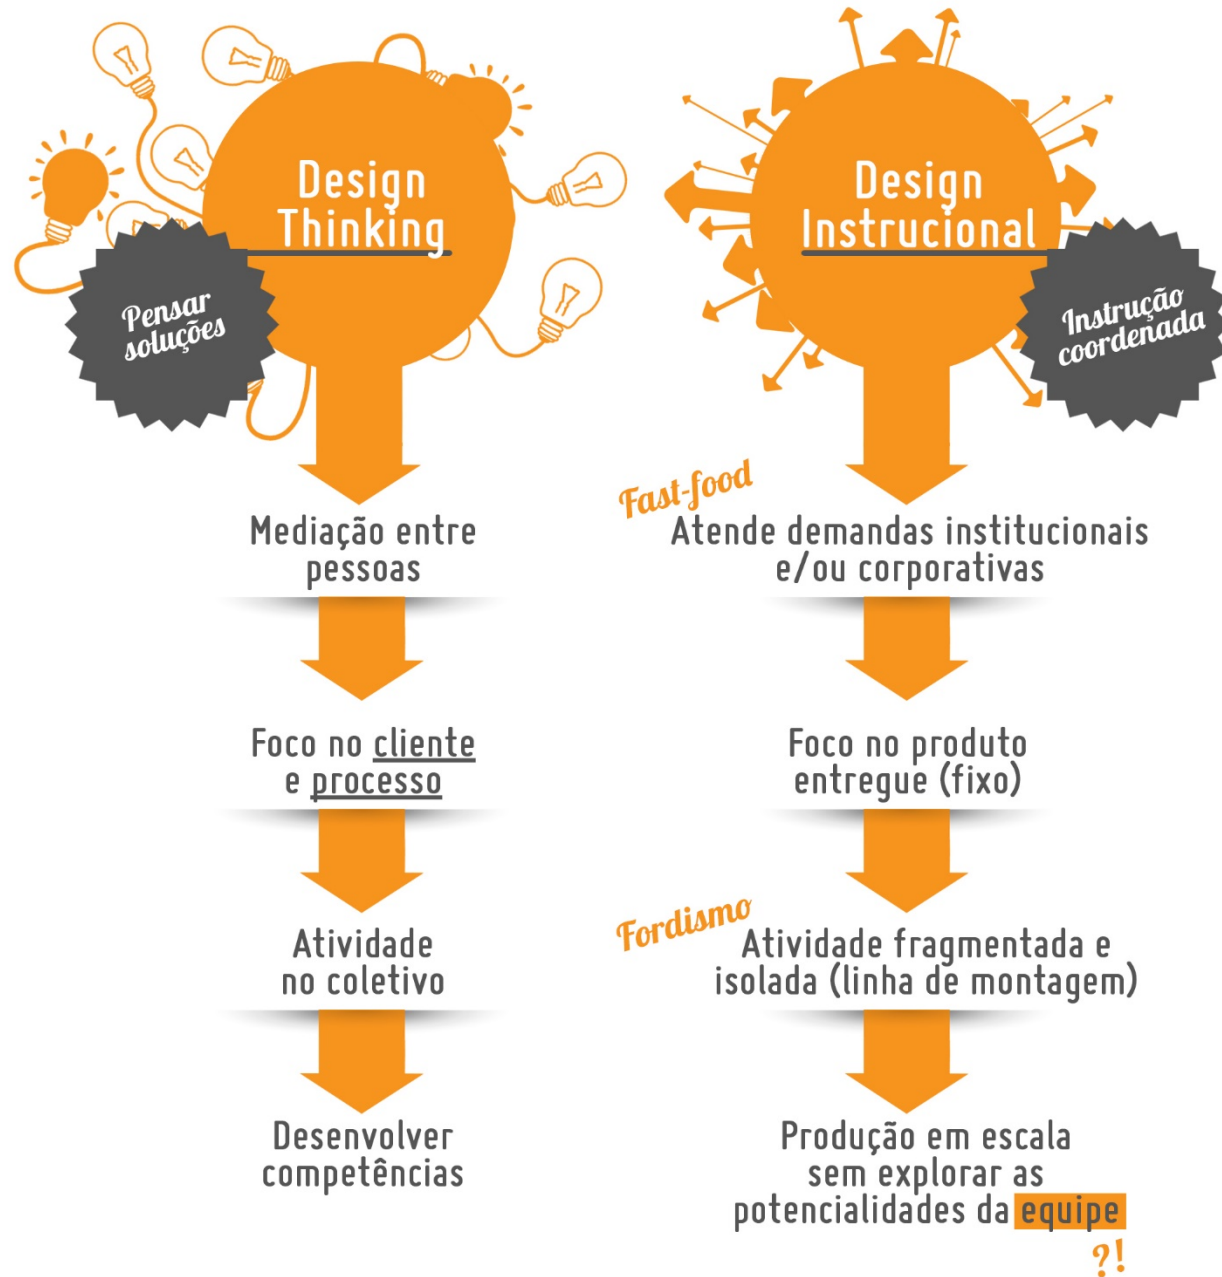 Design
Thinking
Pensar
soluções
Mediação entre
pessoas
Foco no cliente
e processo
Atividade
no coletivo
Desenvolver
competências
Design
Instrucional
Instrução
coordenada
Fast-food
Atende demandas institucionais
e/ou corporativas
Foco no produto
entregue (fixo)
Fordismo
Atividade fragmentada e
isolada (linha de montagem)
Produção em escala
sem explorar as
potencialidades da equipe
?!